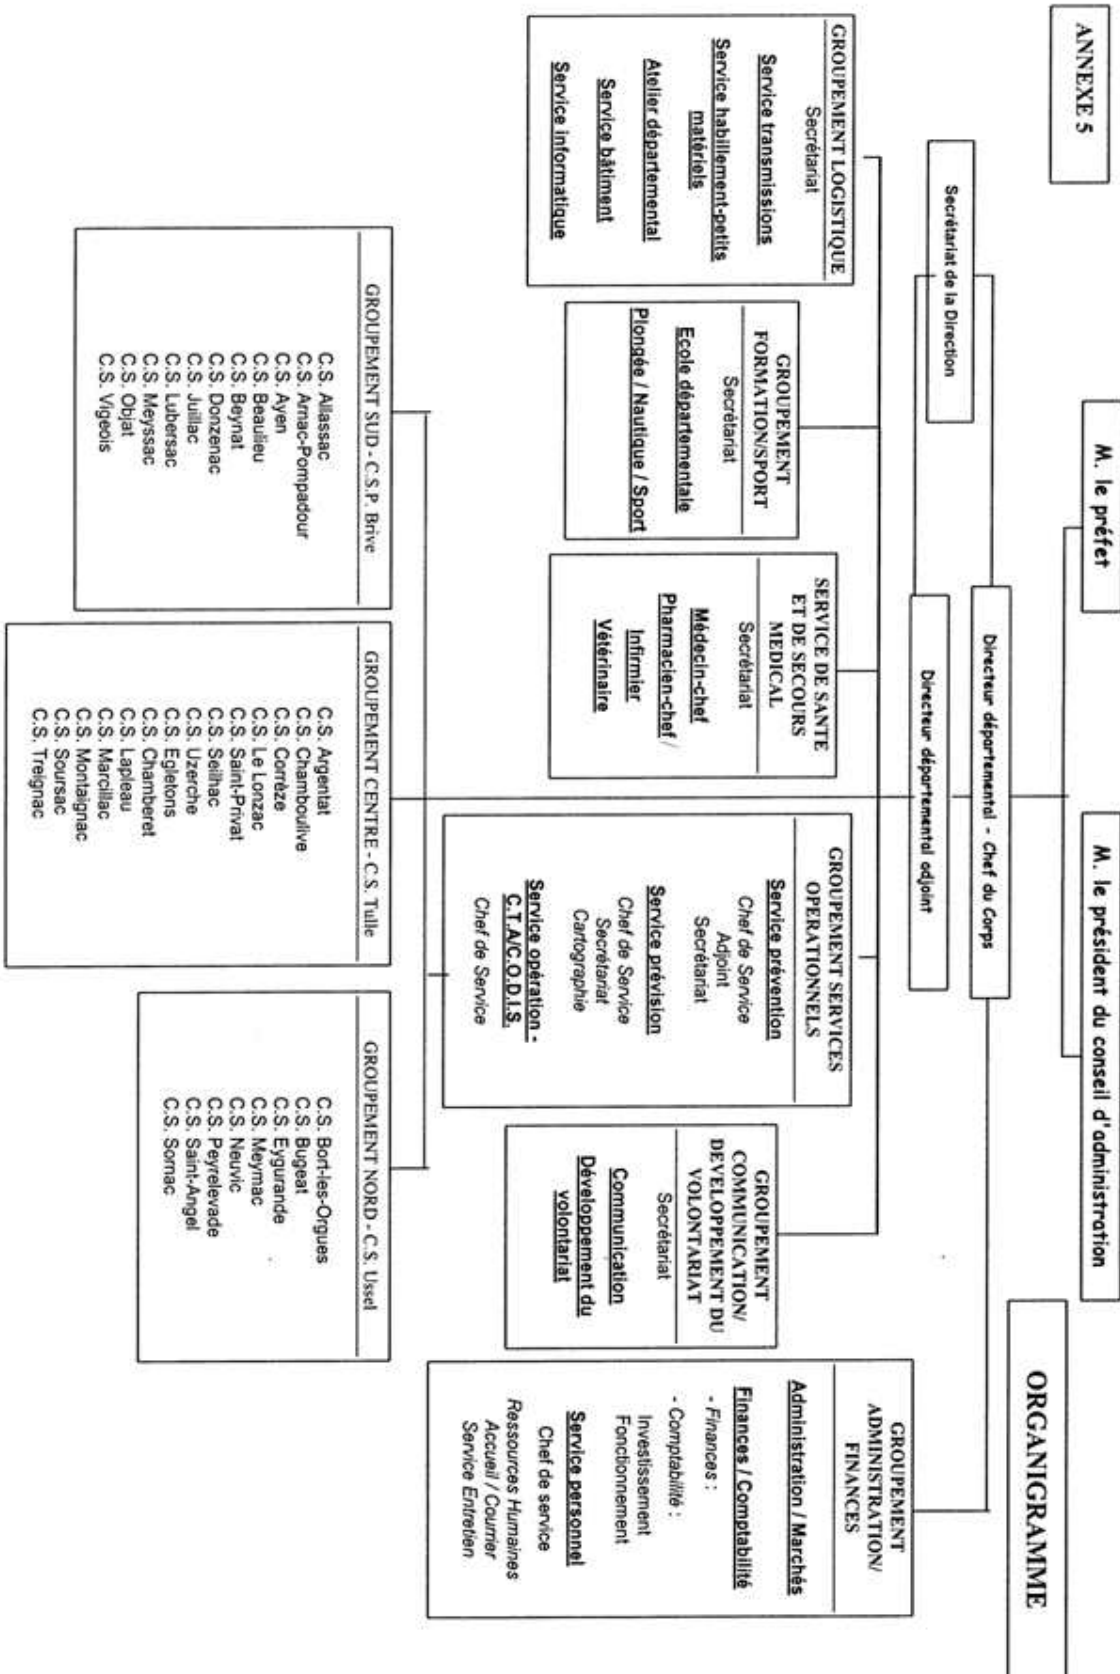 ANNEXE 5
M. le préfet
M. le président du conseil d'administration
ORGANIGRAMME
Directeur départemental - Chef du Corps
Secrétariat de la Direction
Directeur départemental adjoint
GROUPEMENT LOGISTIQUE
Secrétariat
Service transmissions
Service habillement-petits
matériels
Atelier départemental
Service bâtiment
Service informatique
GROUPEMENT
FORMATION/SPORT
Secrétariat
Ecole départementale
Plongée / Nautique / Sport
SERVICE DE SANTE
ET DE SECOURS
MEDICAL
Secrétariat
Médecin-chef
Pharmacien-chef /
Infirmier
Vétérinaire
GROUPEMENT SERVICES
OPERATIONNELS
Service prévention
Chef de Service
Adjoint
Secrétariat
Service prévision
Chef de Service
Secrétariat
Cartographie
Service opération -
C.T.A/C.O.D.I.S.
Chef de Service
GROUPEMENT
COMMUNICATION/
DEVELOPPEMENT DU
VOLONTARIAT
Secrétariat
Communication
Développement du
volontariat
GROUPEMENT
ADMINISTRATION/
FINANCES
Administration / Marchés
Finances / Comptabilité
- Finances :
- Comptabilité :
Investissement
Fonctionnement
Service personnel
Chef de service
Ressources Humaines
Accueil / Courrier
Service Entretien
GROUPEMENT SUD - C.S.P. Brive
C.S. Allassac
C.S. Arnac-Pompadour
C.S. Ayen
C.S. Beaulieu
C.S. Beynat
C.S. Donzenac
C.S. Juillac
C.S. Lubersac
C.S. Meyssac
C.S. Objat
C.S. Vigeois
GROUPEMENT CENTRE - C.S. Tulle
C.S. Argentat
C.S. Chamboulive
C.S. Corrèze
C.S. Le Lonzac
C.S. Saint-Privat
C.S. Seilhac
C.S. Uzerche
C.S. Egletons
C.S. Chamberet
C.S. Lapleau
C.S. Marcillac
C.S. Montaignac
C.S. Soursac
C.S. Treignac
GROUPEMENT NORD - C.S. Ussel
C.S. Bort-les-Orgues
C.S. Bugeat
C.S. Eygurande
C.S. Meymac
C.S. Neuvic
C.S. Peyrelevade
C.S. Saint-Angel
C.S. Sornac